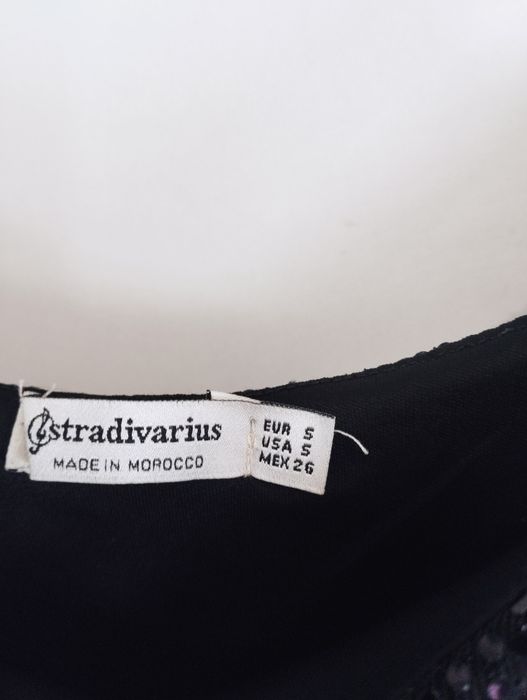 stradivarius
MADE IN MOROCCO
EUR S
USA S
MEX 26